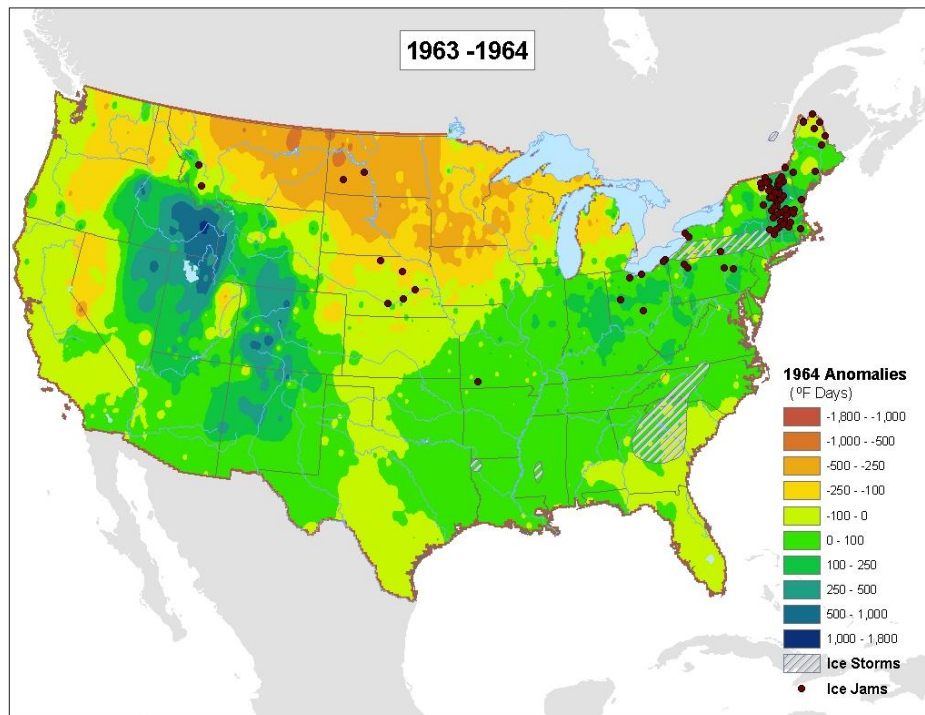 1963 -1964
1964 Anomalies
(ºF Days)
-1,800 - -1,000
-1,000 - -500
-500 - -250
-250 - -100
-100 - 0
0 - 100
100 - 250
250 - 500
500 - 1,000
1,000 - 1,800
Ice Storms
Ice Jams